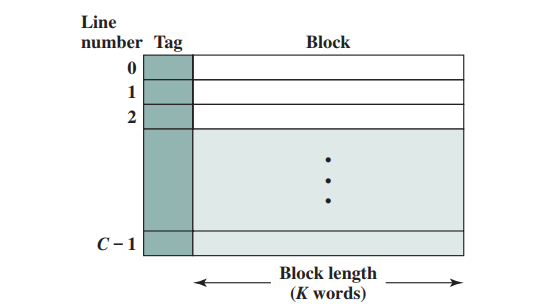 Line
number Tag Block
0
1
2
C – 1
Block length
(K words)